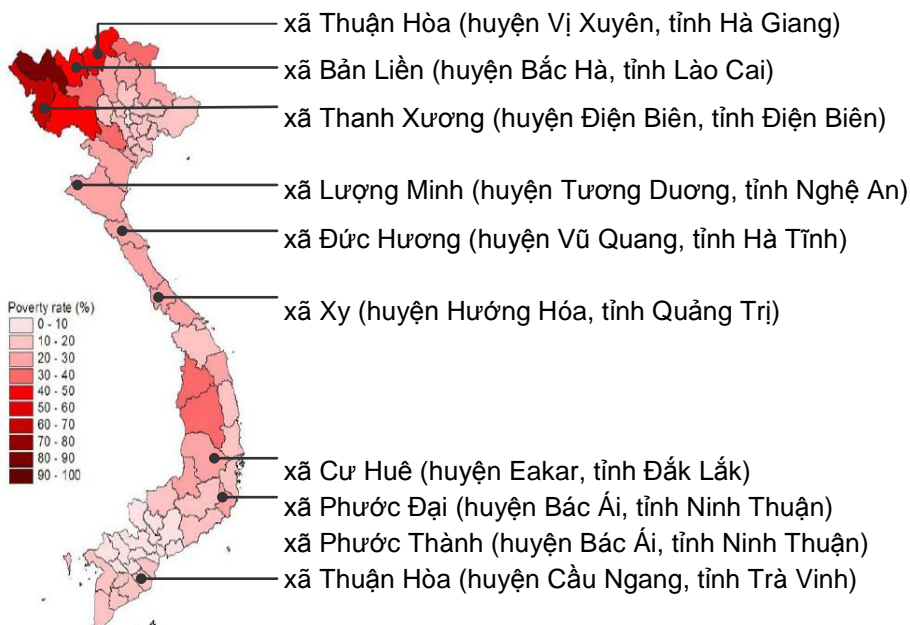 xã Thuận Hòa (huyện Vị Xuyên, tỉnh Hà Giang)
xã Bản Liền (huyện Bắc Hà, tỉnh Lào Cai)
xã Thanh Xương (huyện Điện Biên, tỉnh Điện Biên)
xã Lượng Minh (huyện Tương Duơng, tỉnh Nghệ An)
xã Đức Hương (huyện Vũ Quang, tỉnh Hà Tĩnh)
xã Xy (huyện Hướng Hóa, tỉnh Quảng Trị)
Poverty rate (%)
0 - 10
10 - 20
20 - 30
30 - 40
40 - 50
50 - 60
60 - 70
70 - 80
80 - 90
90 - 100
xã Cư Huê (huyện Eakar, tỉnh Đắk Lắk)
xã Phước Đại (huyện Bác Ái, tỉnh Ninh Thuận)
xã Phước Thành (huyện Bác Ái, tỉnh Ninh Thuận)
xã Thuận Hòa (huyện Cầu Ngang, tỉnh Trà Vinh)